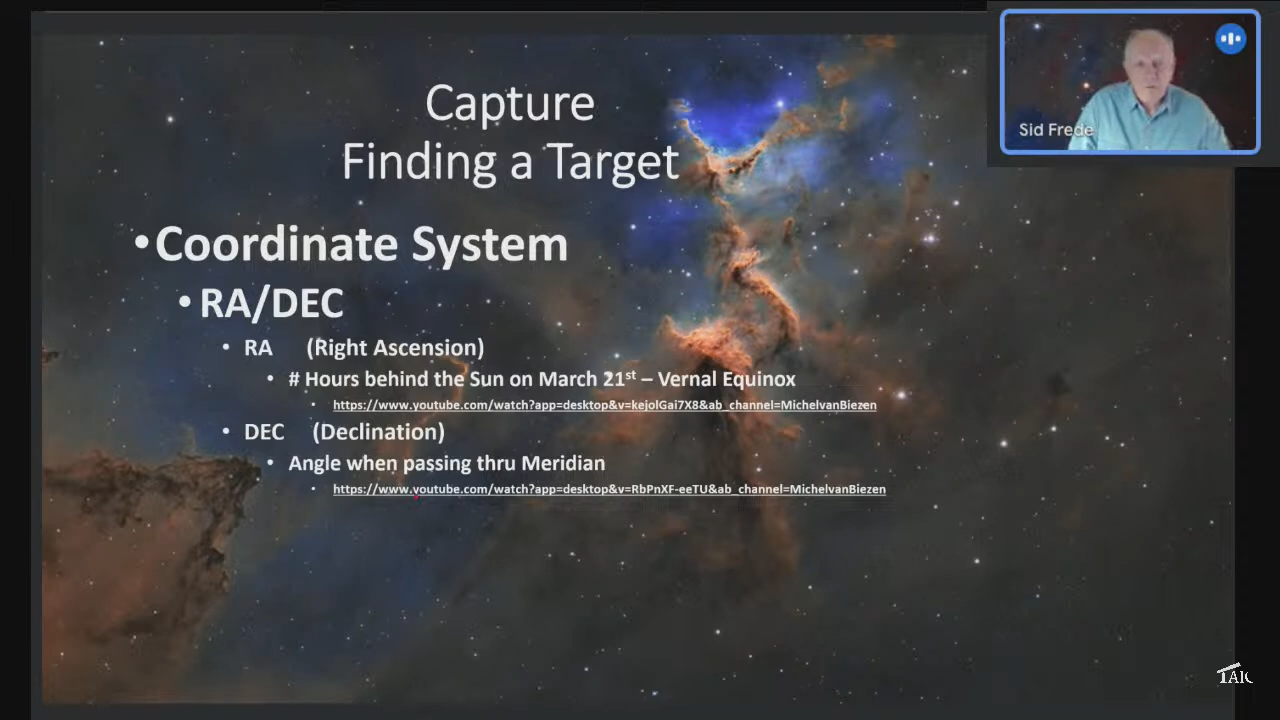 Capture
Finding a Target
•Coordinate System
• RA/DEC
• RA (Right Ascension)
• # Hours behind the Sun on March 21st – Vernal Equinox
• https://www.youtube.com/watch?app=desktop&v=kejolGai7X8&ab_channel=MichelvanBiezen
• DEC (Declination)
• Angle when passing thru Meridian
• https://www.youtube.com/watch?app=desktop&v=RbPnXF-eeTU&ab_channel=MichelvanBiezen
Sid Frede